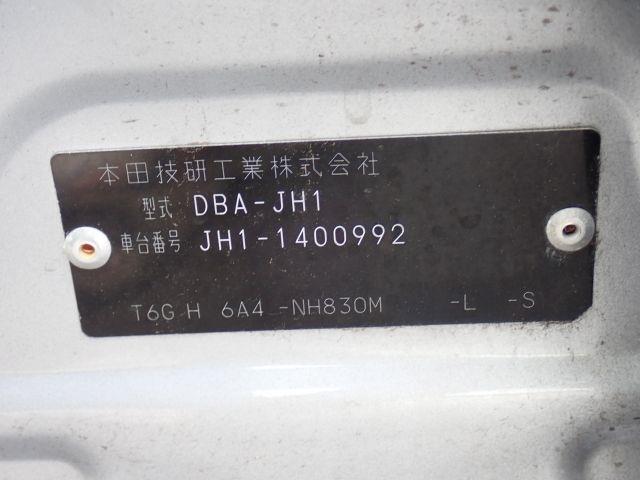 本田技研工業株式会社
型式 DBA-JH1
車台番号 JH1-1400992
T6G H 6A4 -NH830M -L -S